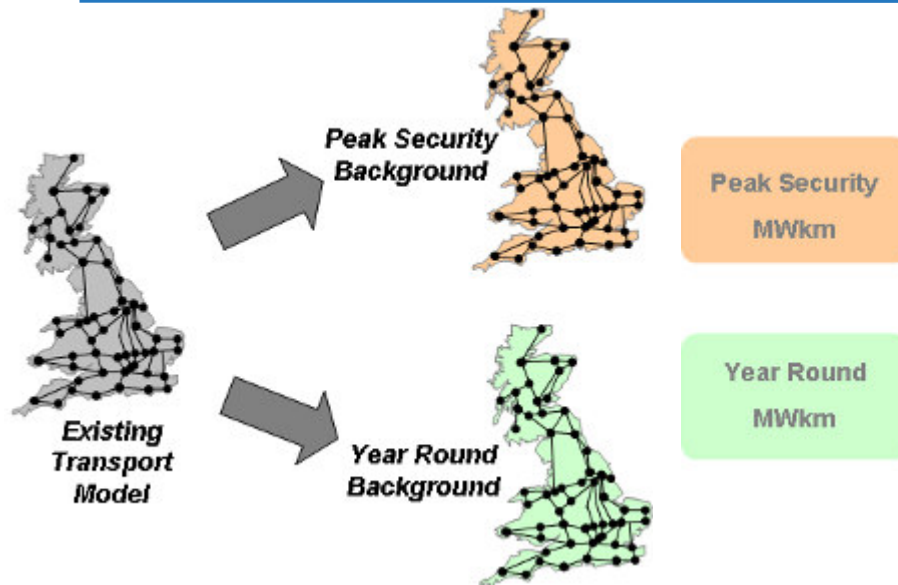 Peak Security
Background
Peak Security
MWkm
Existing
Transport
Model
Year Round
Background
Year Round
MWkm